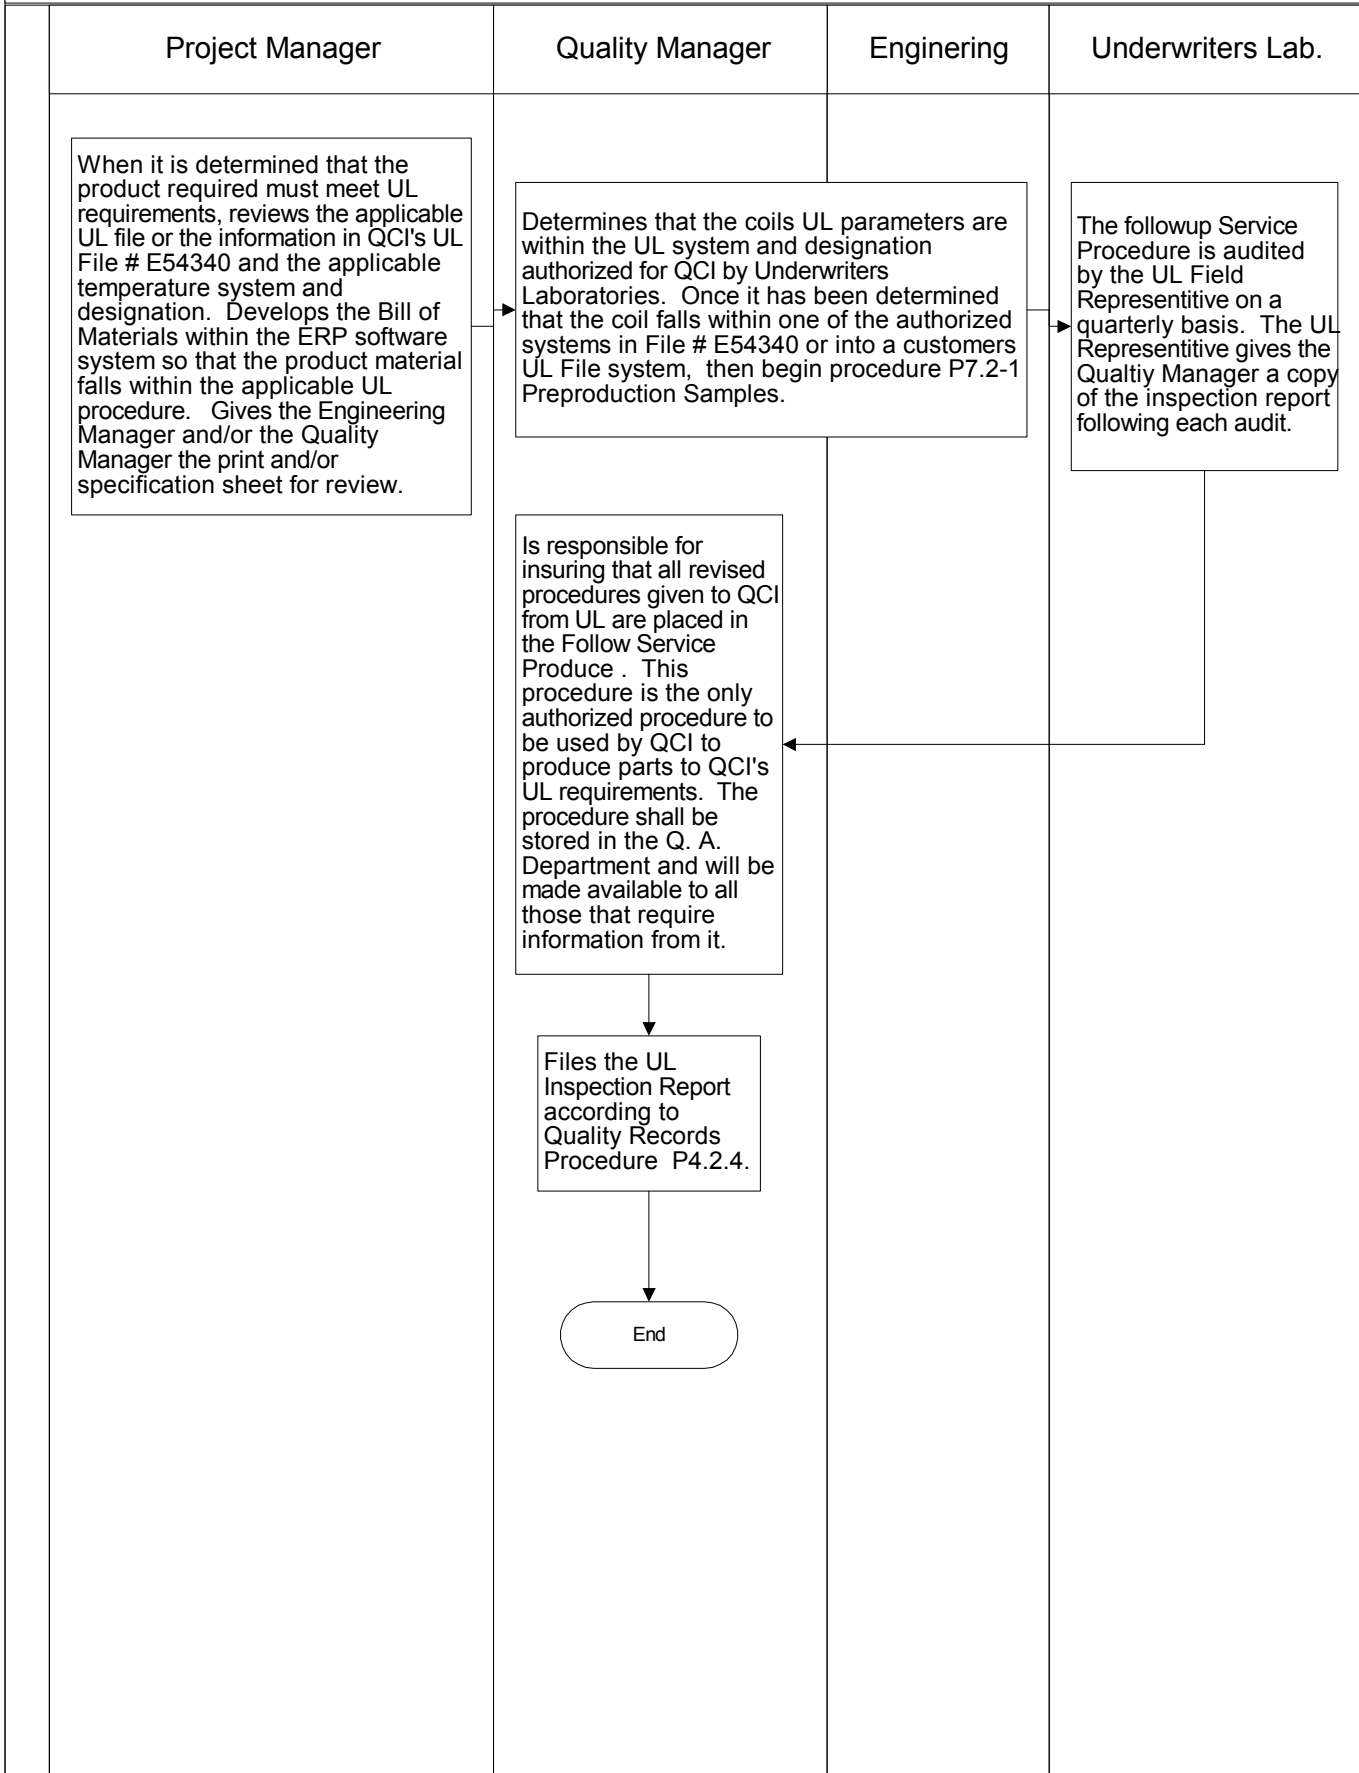 Project Manager
Quality Manager
Enginering
Underwriters Lab.
When it is determined that the
product required must meet UL
requirements, reviews the applicable
UL file or the information in QCI's UL
File # E54340 and the applicable
temperature system and
designation.  Develops the Bill of
Materials within the ERP software
system so that the product material
falls within the applicable UL
procedure.   Gives the Engineering
Manager and/or the Quality
Manager the print and/or
specification sheet for review.
Determines that the coils UL parameters are
within the UL system and designation
authorized for QCI by Underwriters
Laboratories.  Once it has been determined
that the coil falls within one of the authorized
systems in File # E54340 or into a customers
UL File system,  then begin procedure P7.2-1
Preproduction Samples.
The followup Service
Procedure is audited
by the UL Field
Representitive on a
quarterly basis.  The UL
Representitive gives the
Qualtiy Manager a copy
of the inspection report
following each audit.
Is responsible for
insuring that all revised
procedures given to QCI
from UL are placed in
the Follow Service
Produce .  This
procedure is the only
authorized procedure to
be used by QCI to
produce parts to QCI's
UL requirements.  The
procedure shall be
stored in the Q. A.
Department and will be
made available to all
those that require
information from it.
Files the UL
Inspection Report
according to
Quality Records
Procedure  P4.2.4.
End